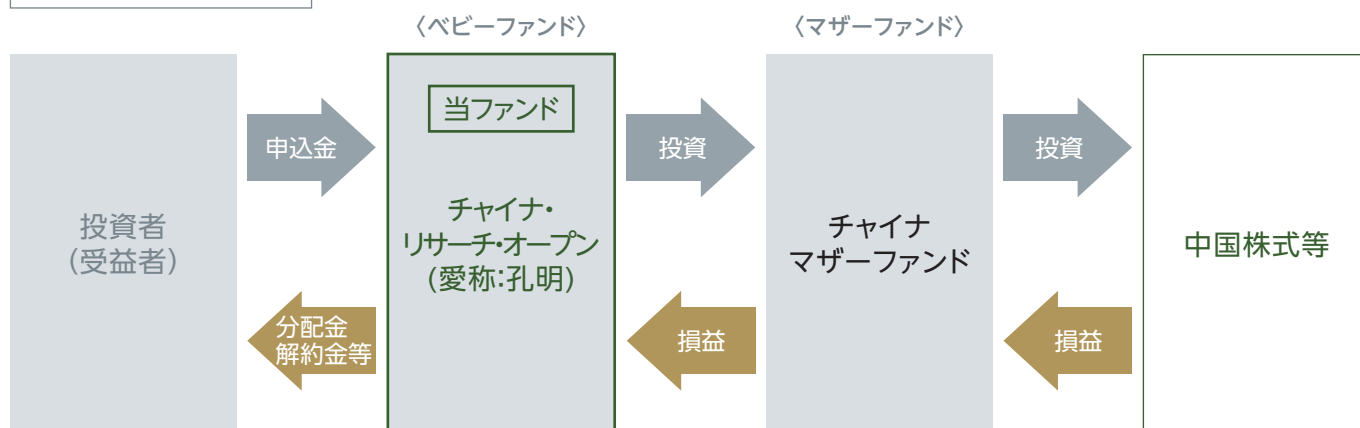 〈ベビーファンド〉
〈マザーファンド〉
投資者
(受益者)
申込金
分配金
解約金等
当ファンド
チャイナ・
リサーチ・オープン
(愛称:孔明)
投資
損益
チャイナ
マザーファンド
投資
損益
中国株式等